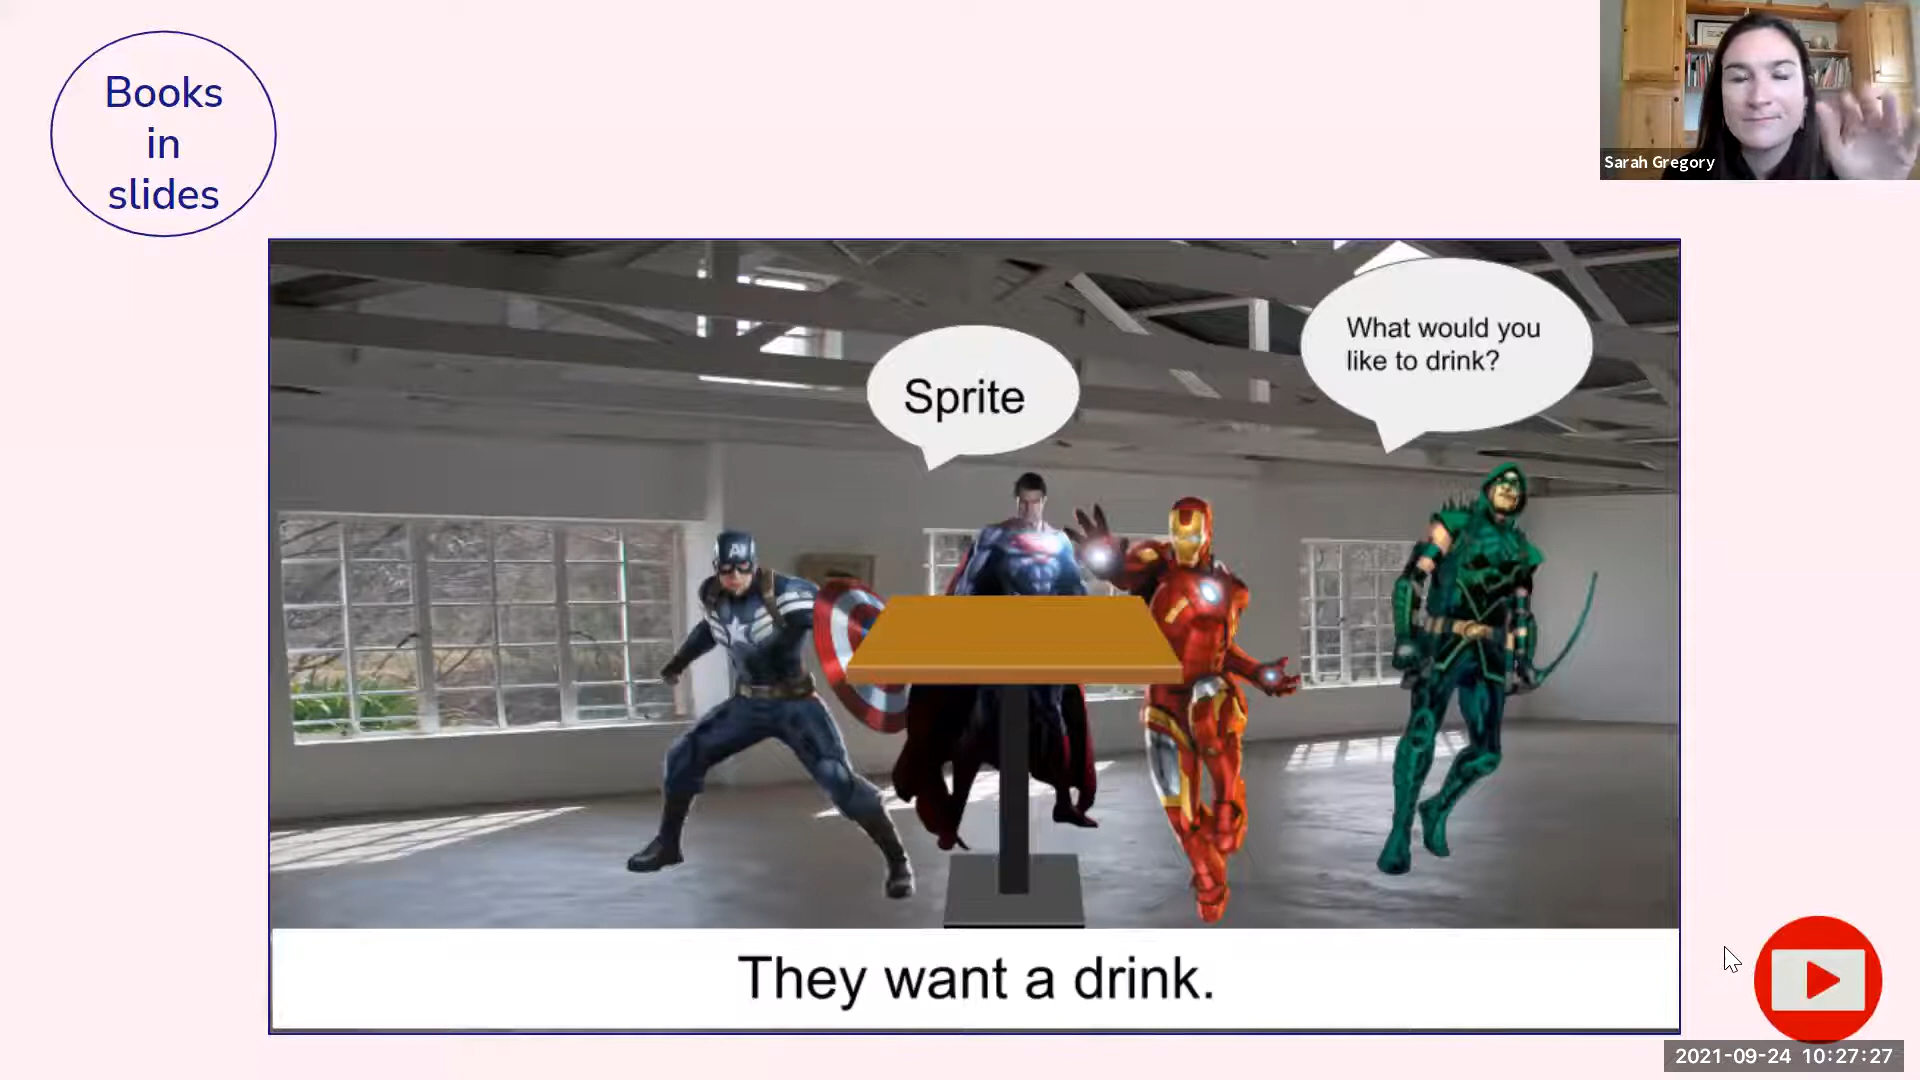 Books
in
slides
Sarah Gregory
What would you
like to drink?
Sprite
They want a drink.
2021-09-24 10:27:27